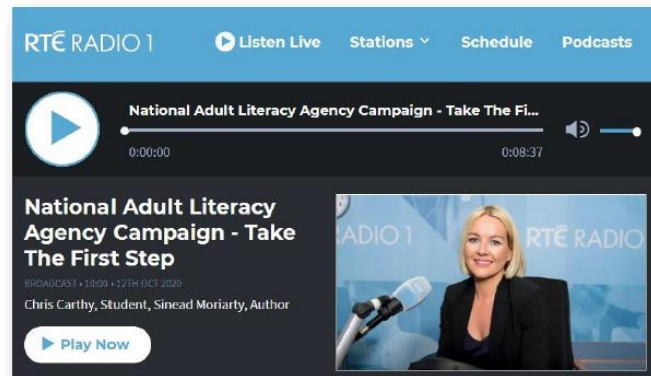 RTÉ RADIO 1
Listen Live Stations Schedule Podcasts
National Adult Literacy Agency Campaign - Take The Fi...
0:00:00 0:08:37
National Adult Literacy
Agency Campaign - Take
The First Step
BROADCAST • 10:00 • 12TH OCT 2020
Chris Carthy, Student, Sinead Moriarty, Author
Play Now
ADIO 1
RTÉ RADIO